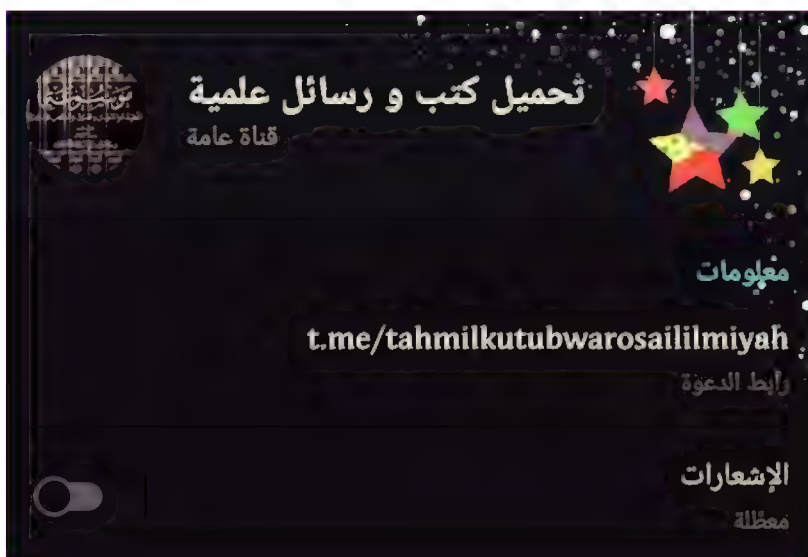 تحميل كتب و رسائل علمية
قناة عامة
معلومات
t.me/tahmilkutubwarosaililmiyah
رابط الدعوة
الإشعارات
معطلة